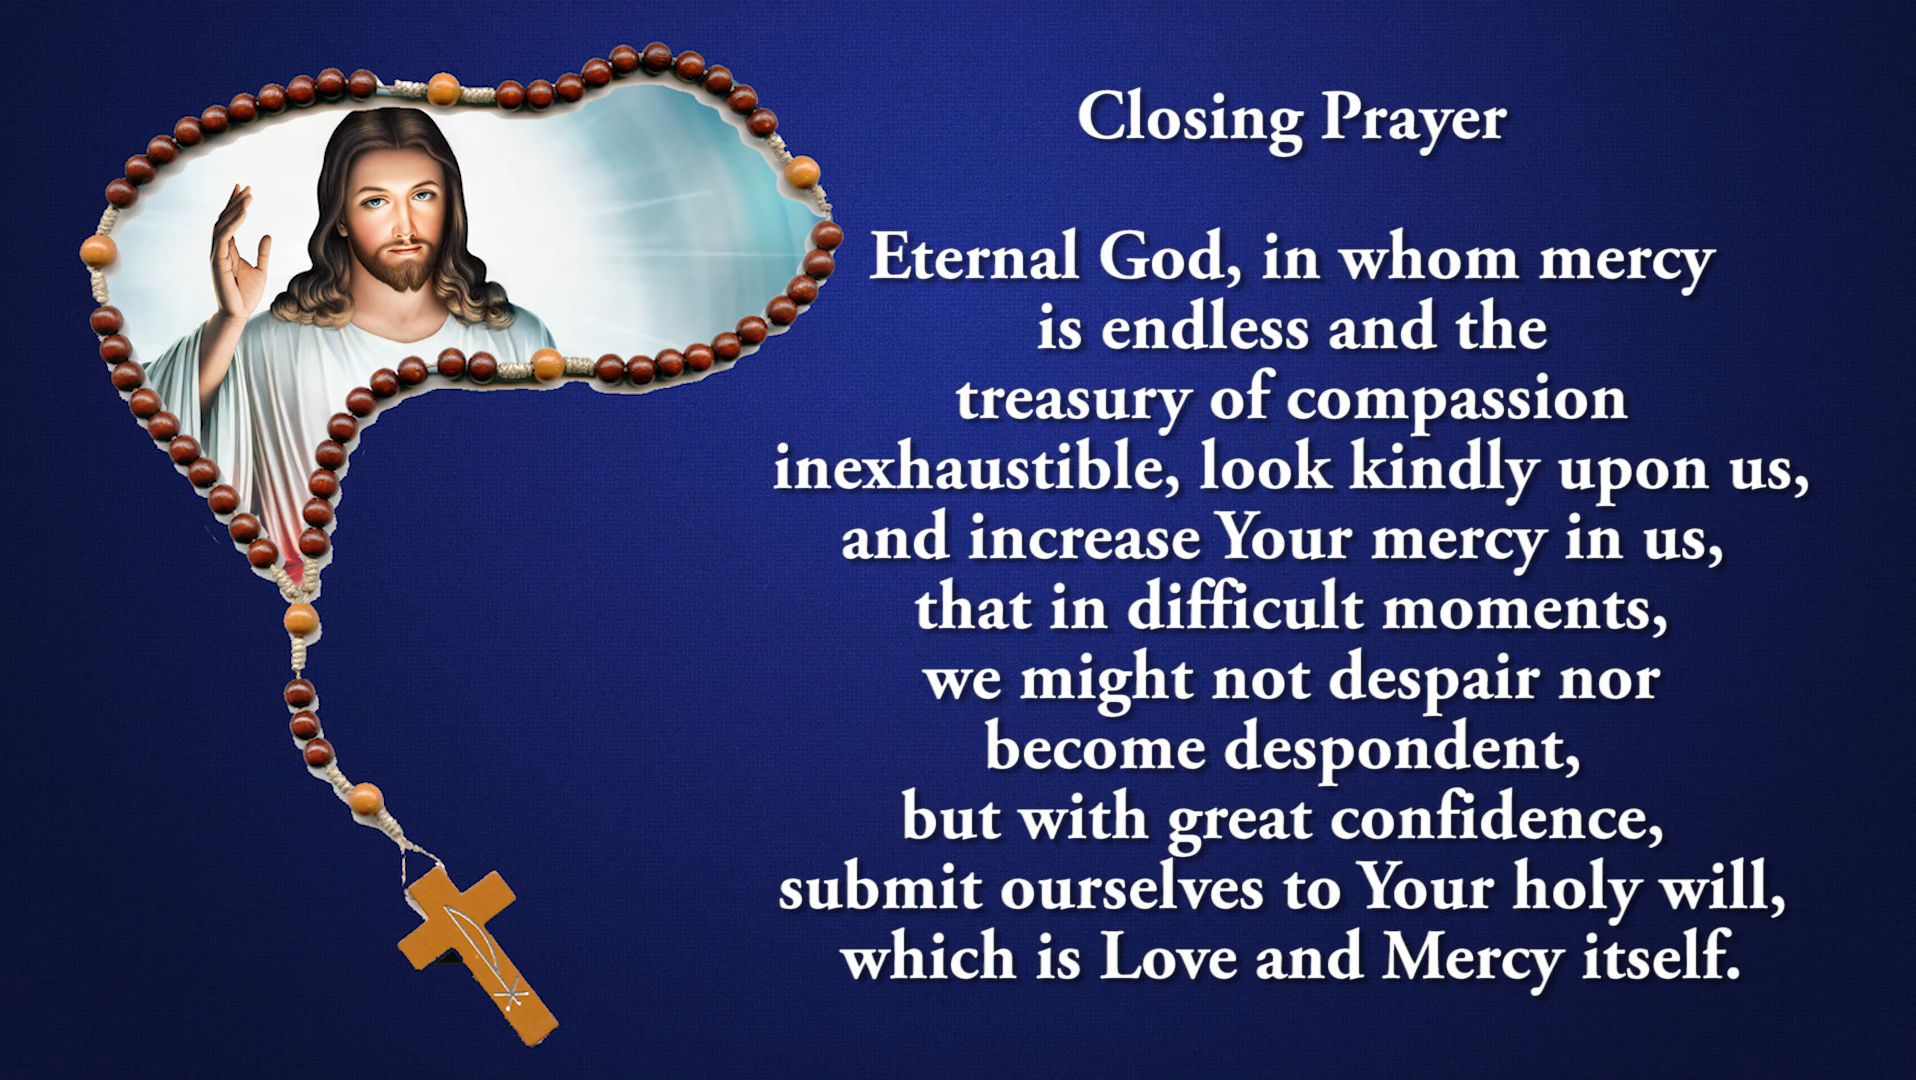 Closing Prayer
Eternal God, in whom mercy
is endless and the
treasury of compassion
inexhaustible, look kindly upon us,
and increase Your mercy in us,
that in difficult moments,
we might not despair nor
become despondent,
but with great confidence,
submit ourselves to Your holy will,
which is Love and Mercy itself.